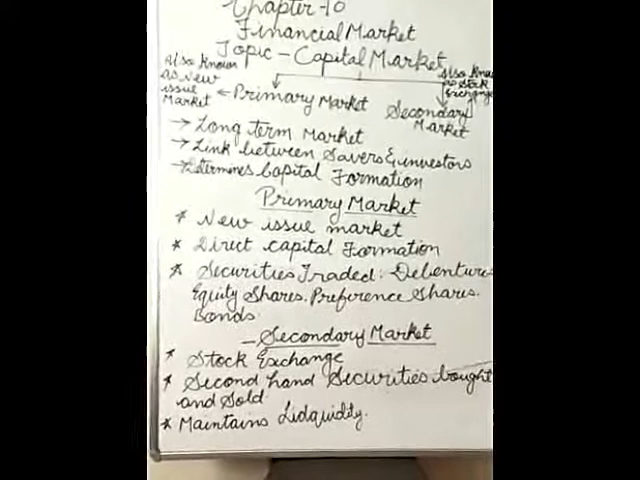 Chapter-10
Financial Market
Topic - Capital Market
Also Known as New issue Market
← Primary Market
Also Know as Stock Exchange
Secondary Market
→ Long term Market
→ Link between Savers & investors
→ Determines Capital Formation
Primary Market
* New issue market
* Direct capital Formation
* Securities Traded: Debentures
Equity Shares. Preference Shares.
Bonds.
- Secondary Market
* Stock Exchange
* Second hand Securities bought
and Sold.
* Maintains Lidquidity.